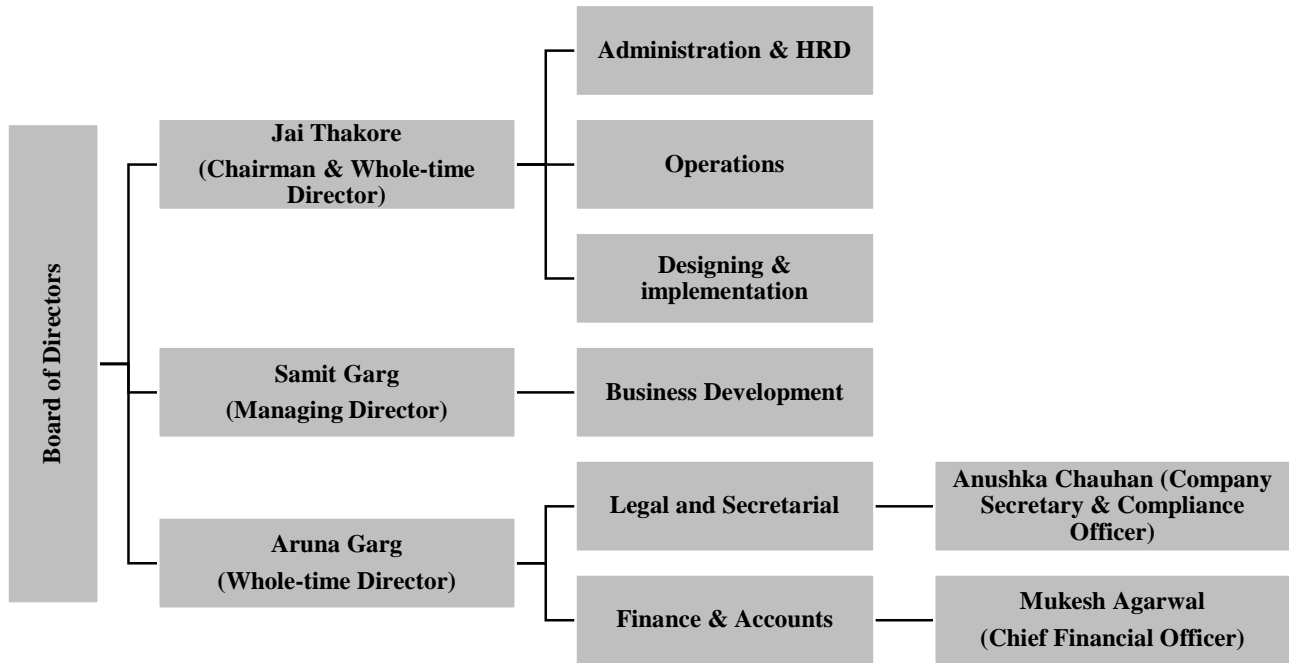 Board of Directors
Jai Thakore
(Chairman & Whole-time
Director)
Administration & HRD
Operations
Designing &
implementation
Samit Garg
(Managing Director)
Business Development
Aruna Garg
(Whole-time Director)
Legal and Secretarial
Anushka Chauhan (Company
Secretary & Compliance
Officer)
Finance & Accounts
Mukesh Agarwal
(Chief Financial Officer)